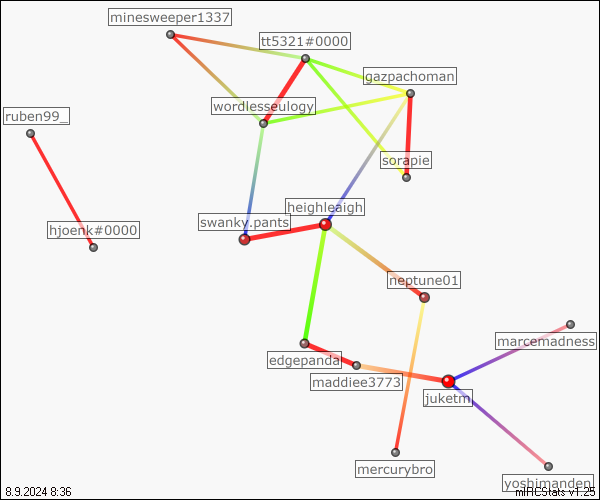 minesweeper1337
tt5321#0000
gazpachoman
wordlesseulogy
ruben99_
sorapie
heighleaigh
swanky.pants
hjoenk#0000
neptune01
marcemadness
edgepanda
maddiee3773
juketm
mercurybro
yoshimanden
8.9.2024 8:36
mIRCStats v1.25